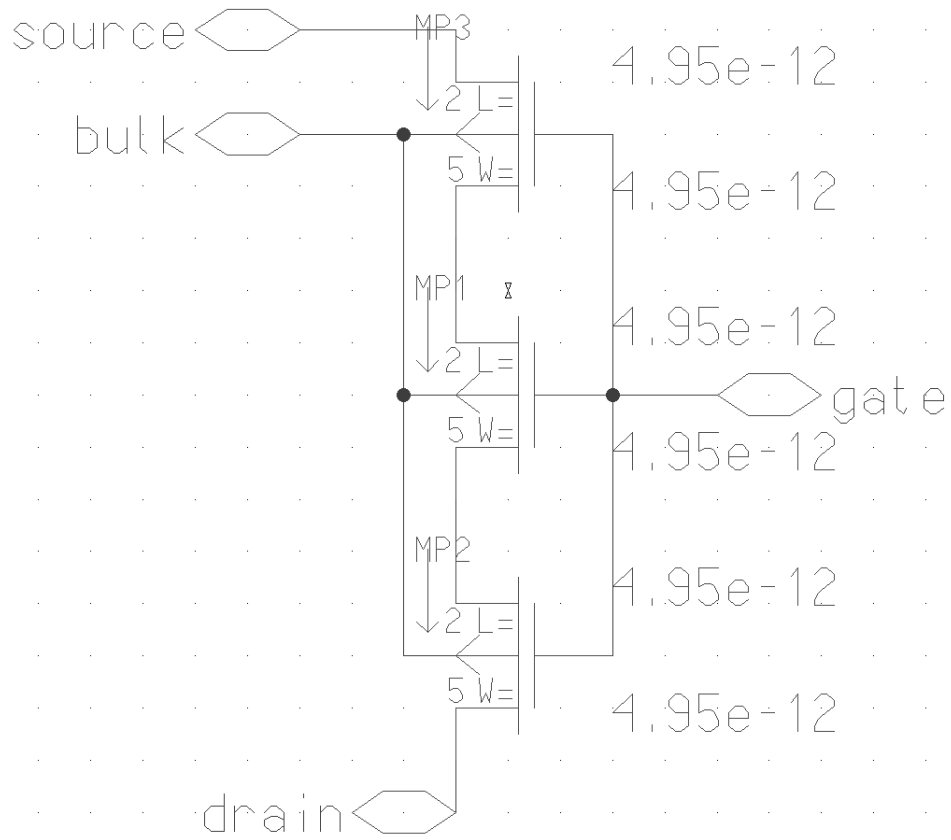 source
MP3
4.95e-12
2 L=
bulk
5 W=
4.95e-12
MP1
4.95e-12
2 L=
gate
5 W=
4.95e-12
MP2
4.95e-12
2 L=
5 W=
4.95e-12
drain